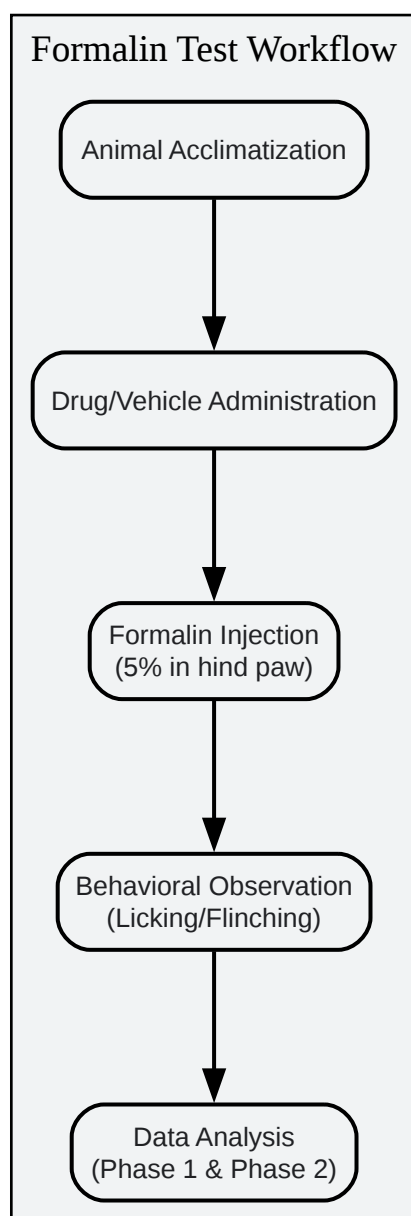 Formalin Test Workflow
Animal Acclimatization
Drug/Vehicle Administration
Formalin Injection
(5% in hind paw)
Behavioral Observation
(Licking/Flinching)
Data Analysis
(Phase 1 & Phase 2)